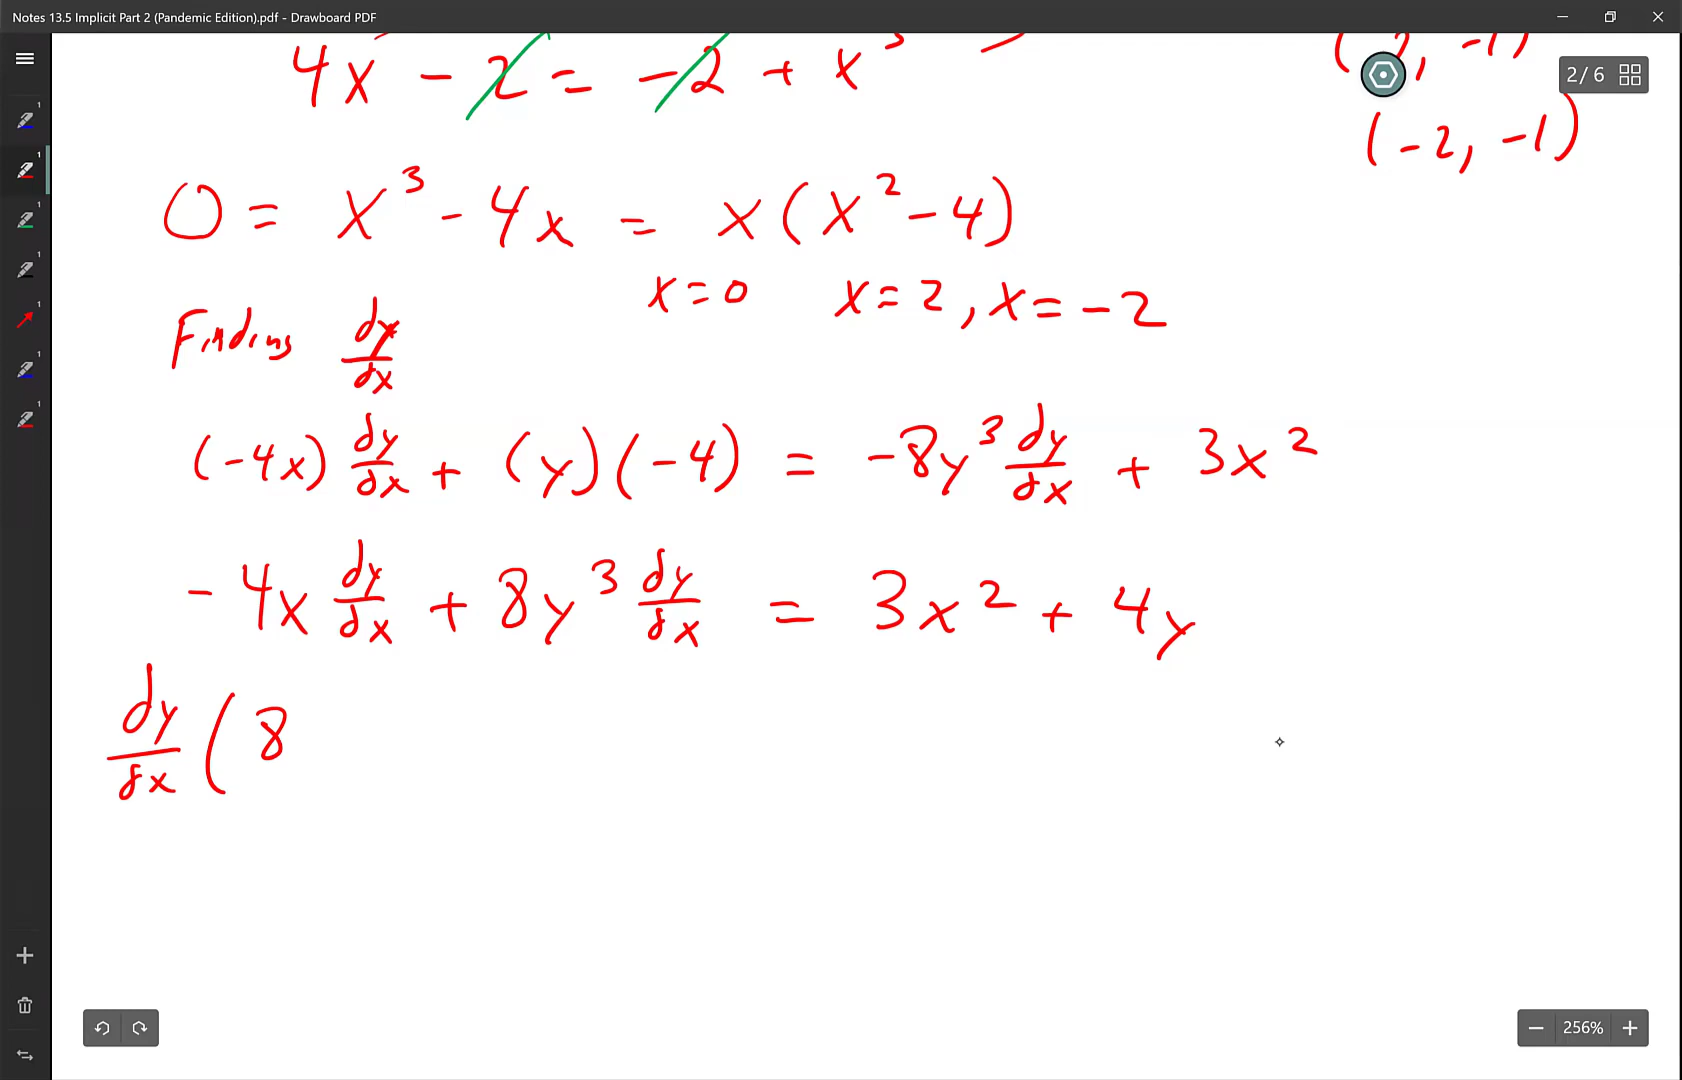 Notes 13.5 Implicit Part 2 (Pandemic Edition).pdf - Drawboard PDF
4x - 2 = -2 + x³
, -1)
2 / 6
(-2, -1)
0 = x³ - 4x = x(x² - 4)
x = 0 x = 2, x = -2
Finding dy/dx
(-4x) dy/dx + (y)(-4) = -8y³ dy/dx + 3x²
-4x dy/dx + 8y³ dy/dx = 3x² + 4y
dy/dx (8
256%